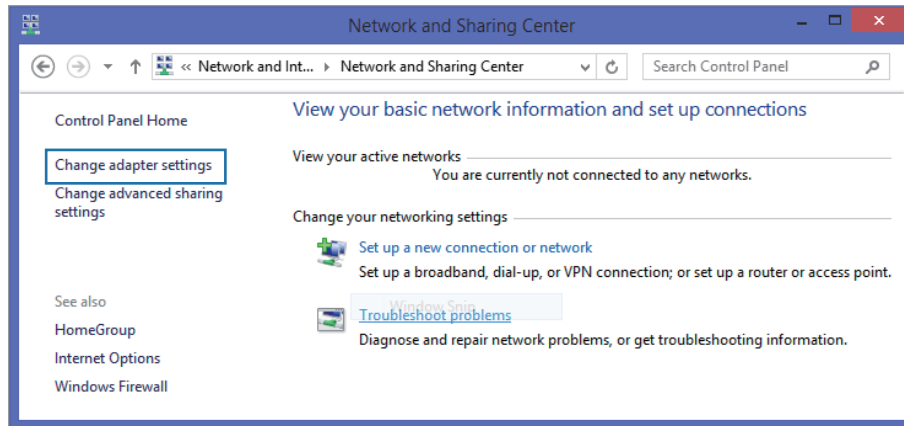 Network and Sharing Center
« Network and Int... Network and Sharing Center
Search Control Panel
Control Panel Home
Change adapter settings
Change advanced sharing
settings
See also
HomeGroup
Internet Options
Windows Firewall
View your basic network information and set up connections
View your active networks
You are currently not connected to any networks.
Change your networking settings
Set up a new connection or network
Set up a broadband, dial-up, or VPN connection; or set up a router or access point.
Window Snip
Troubleshoot problems
Diagnose and repair network problems, or get troubleshooting information.